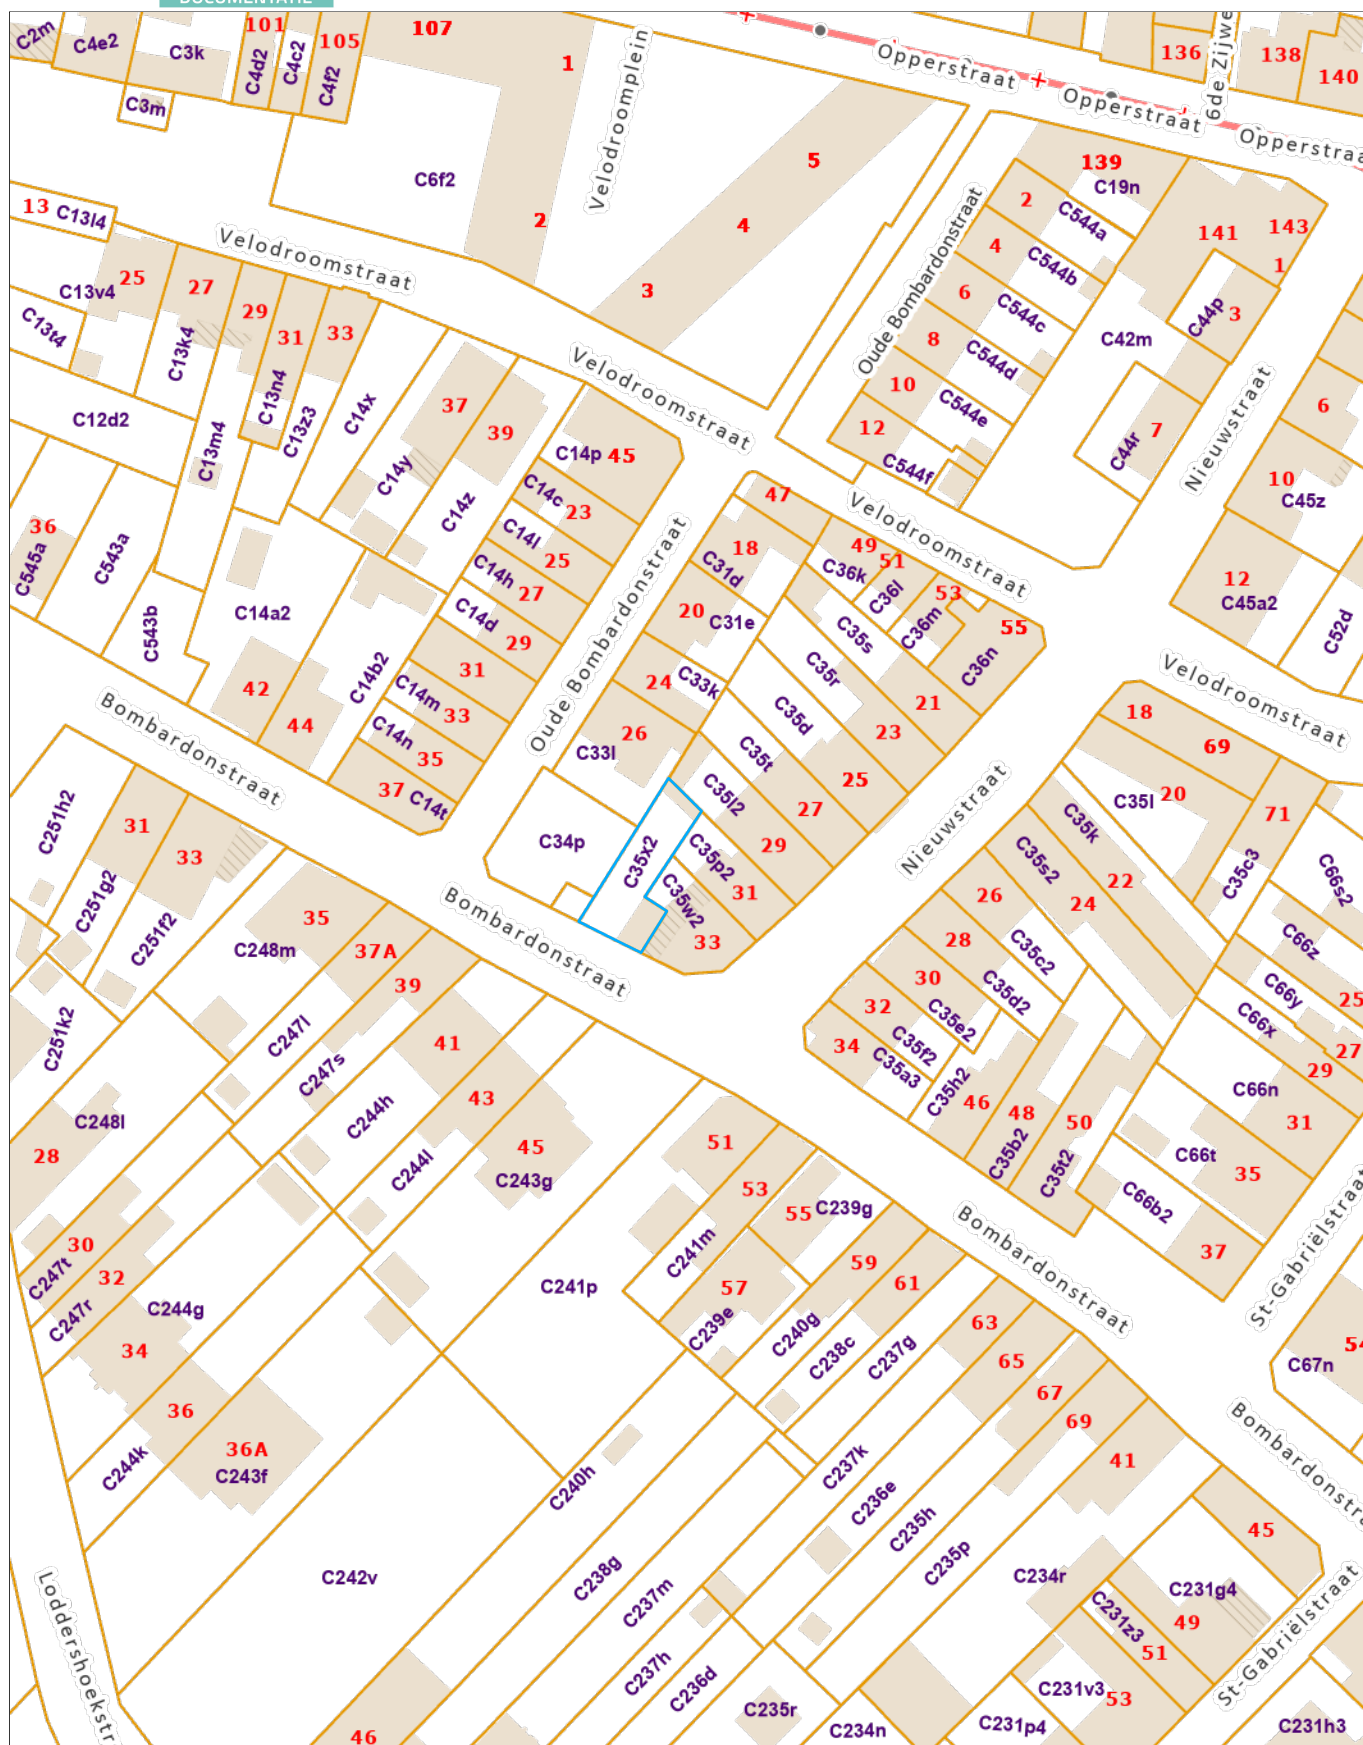 DOCUMENTATIE
C2m
C4e2
C3k
101
C4d2
C4c2
105
C4f2
107
1
C3m
C6f2
2
Velodroomplein
5
4
3
Opperstraat
Opperstraat
136
6de Zijwe
138
140
139
C19n
2
C544a
4
C544b
6
C544c
8
C544d
10
C544e
12
C544f
Oude Bombardonstraat
141
143
1
C44p
3
C42m
C44r
7
Nieuwstraat
6
10
C45z
12
C45a2
C52d
13
C13l4
Velodroomstraat
C13v4
25
27
29
31
33
C13t4
C13k4
C13n4
C13z3
C12d2
C13m4
C14x
37
39
C14y
C14z
Velodroomstraat
C14p
45
C14c
23
C14l
25
C14h
27
C14d
29
31
C14m
33
C14n
35
37
C14t
36
C545a
C543a
C543b
C14a2
C14b2
42
44
Bombardonstraat
Oude Bombardonstraat
47
18
C31d
20
C31e
24
C33k
26
C33l
C34p
49
51
53
55
C36k
C36l
C36m
C36n
Velodroomstraat
C35s
C35r
C35d
C35t
C35l2
C35p2
C35w2
C35x2
21
23
25
27
29
31
33
Nieuwstraat
Velodroomstraat
18
69
20
71
C35l
C35k
C35s2
22
24
C35c3
C66s2
C66z
C66y
C66x
25
27
29
26
28
30
32
34
C35c2
C35d2
C35e2
C35f2
C35a3
C35h2
46
48
50
C35b2
C35t2
C66n
31
C66t
35
C66b2
37
St-Gabriëlstraat
Bombardonstraat
C251h2
31
33
C251g2
C251f2
C251k2
35
C248m
37A
39
C247l
C247s
41
43
45
C244h
C244l
C243g
C248l
28
30
C247t
32
C247r
C244g
34
36
C244k
36A
C243f
51
53
55
C239g
C241m
57
C239e
59
61
C240g
C238c
C237g
63
65
67
69
41
C241p
Bombardonstraat
C67n
Bombardonstra
C240h
C242v
C238g
C237m
C237h
C236d
C237k
C236e
C235h
C235p
C235r
C234r
C234n
45
C231g4
C231z3
49
51
C231v3
53
C231p4
C231h3
St-Gabriëlstraat
Loddershoekstr
46